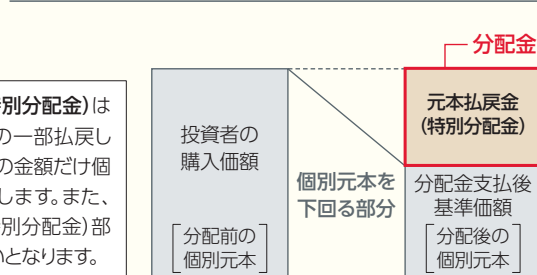 分配金
別分配金)は
の一部払戻し
の金額だけ個
します。また、
別分配金)部
いとなります。
投資者の
購入価額
[分配前の
個別元本]
個別元本を
下回る部分
元本払戻金
(特別分配金)
分配金支払後
基準価額
[分配後の
個別元本]